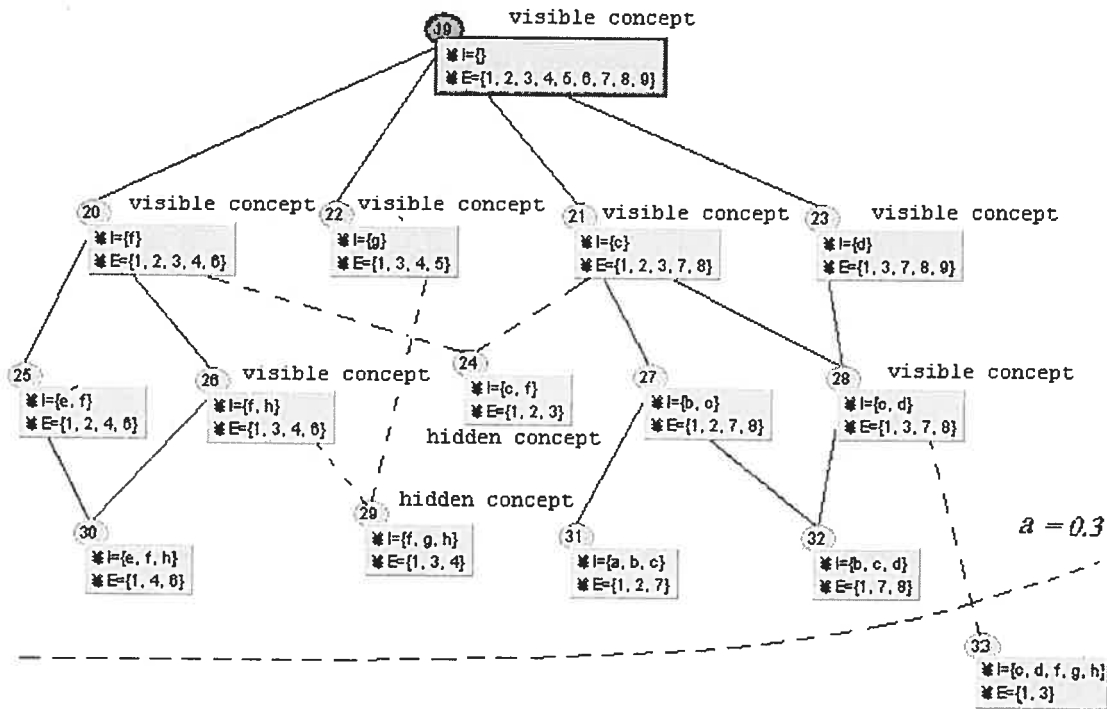 visible concept
19
I={}
E={1, 2, 3, 4, 5, 6, 7, 8, 9}
20
visible concept
22
visible concept
21
visible concept
23
visible concept
I={f}
E={1, 2, 3, 4, 6}
I={g}
E={1, 3, 4, 5}
I={c}
E={1, 2, 3, 7, 8}
I={d}
E={1, 3, 7, 8, 9}
25
26
visible concept
24
27
28
visible concept
I={e, f}
E={1, 2, 4, 6}
I={f, h}
E={1, 3, 4, 6}
I={c, f}
E={1, 2, 3}
hidden concept
I={b, c}
E={1, 2, 7, 8}
I={c, d}
E={1, 3, 7, 8}
30
29
hidden concept
31
32
a = 0.3
I={e, f, h}
E={1, 4, 6}
I={f, g, h}
E={1, 3, 4}
I={a, b, c}
E={1, 2, 7}
I={b, c, d}
E={1, 7, 8}
33
I={c, d, f, g, h}
E={1, 3}